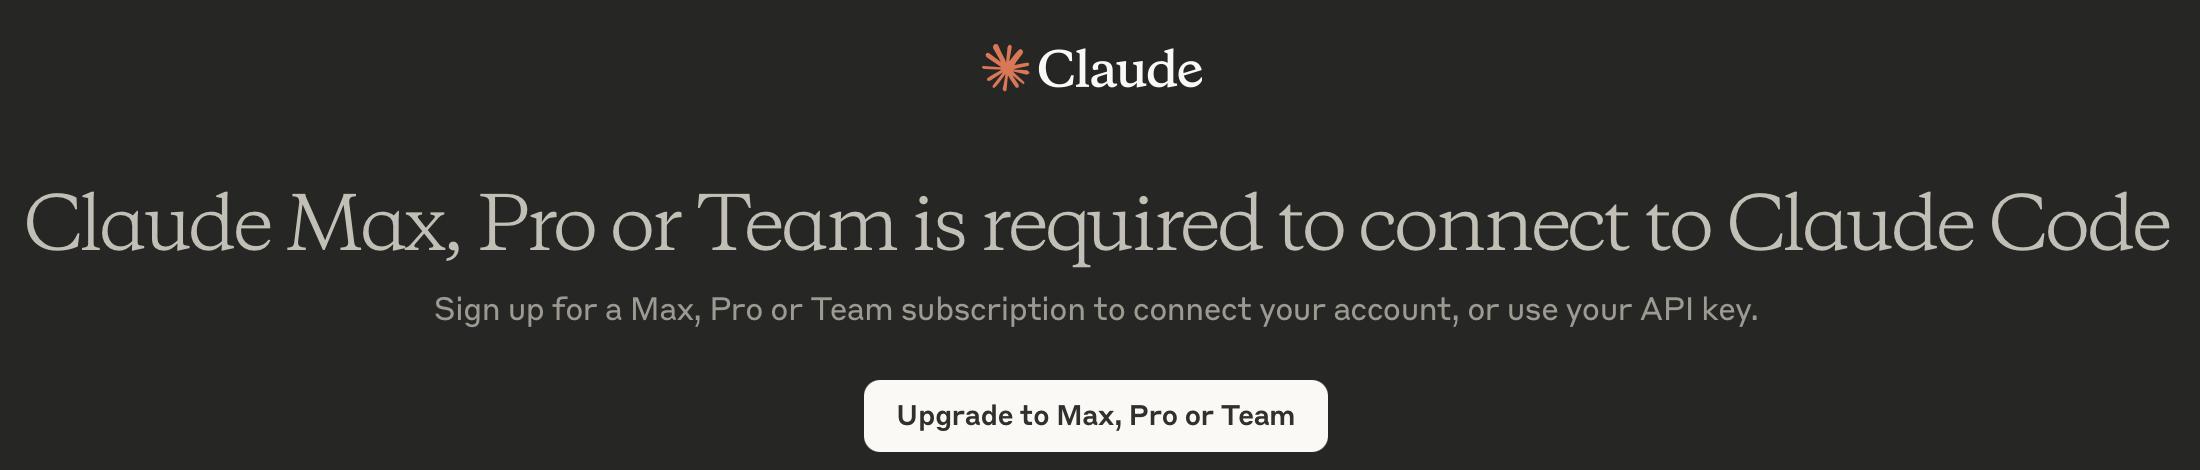 Claude
Claude Max, Pro or Team is required to connect to Claude Code
Sign up for a Max, Pro or Team subscription to connect your account, or use your API key.
Upgrade to Max, Pro or Team